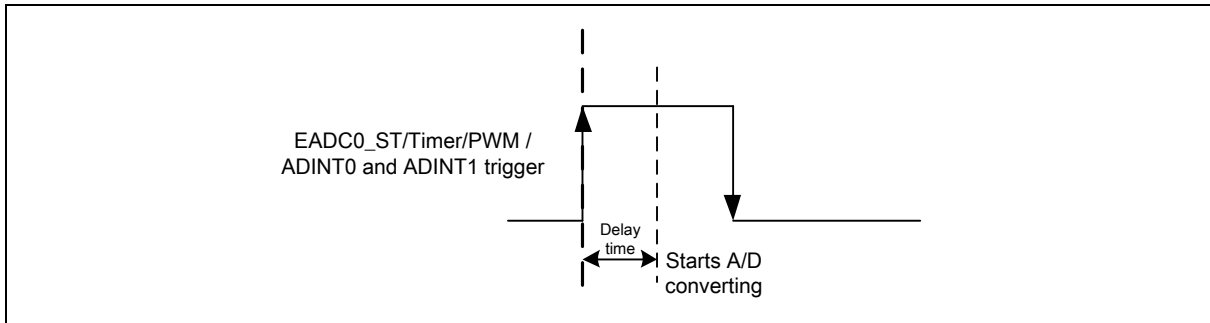 EADC0_ST/Timer/PWM /
ADINT0 and ADINT1 trigger
Delay
time
Starts A/D
converting